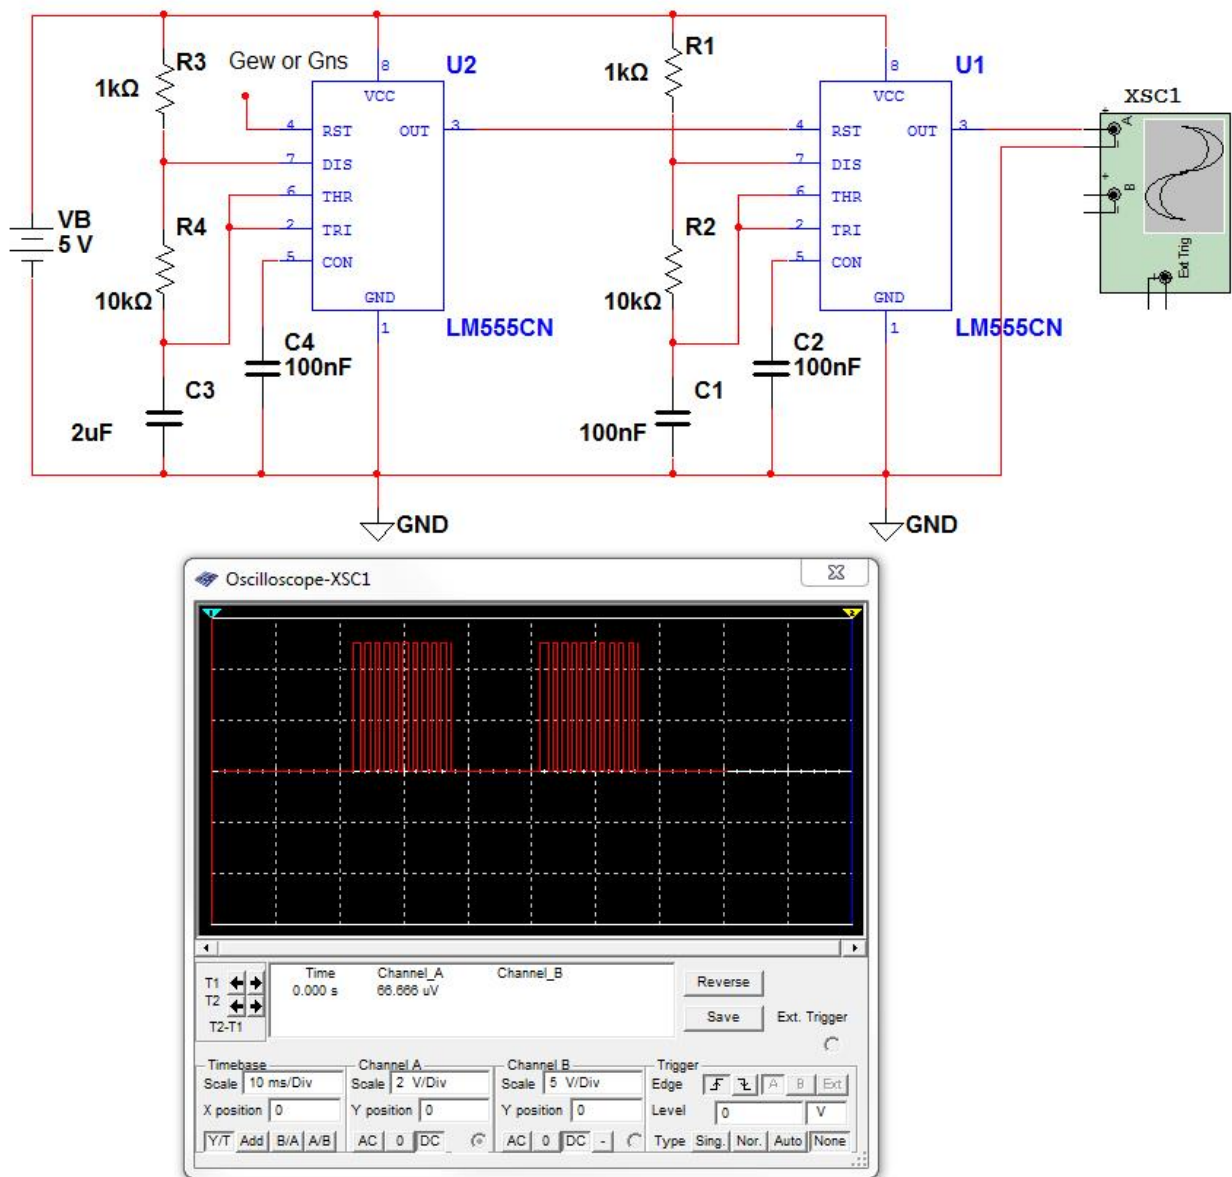 R3
1kΩ
Gew or Gns
8
U2
VCC
4 RST OUT 3
7 DIS
6 THR
2 TRI
5 CON
GND
1
LM555CN
VB
5 V
R4
10kΩ
C4
100nF
C3
2uF
GND
R1
1kΩ
8
U1
VCC
4 RST OUT 3
7 DIS
6 THR
2 TRI
5 CON
GND
1
LM555CN
R2
10kΩ
C2
100nF
C1
100nF
GND
XSC1
A
B
Ext Trig
Oscilloscope-XSC1
1 2
Time Channel_A Channel_B
0.000 s 66.666 uV
T1
T2
T2-T1
Reverse
Save
Ext. Trigger
Timebase
Scale 10 ms/Div
X position 0
Y/T Add B/A A/B
Channel A
Scale 2 V/Div
Y position 0
AC 0 DC
Channel B
Scale 5 V/Div
Y position 0
AC 0 DC -
Trigger
Edge A B Ext
Level 0 V
Type Sing. Nor. Auto None